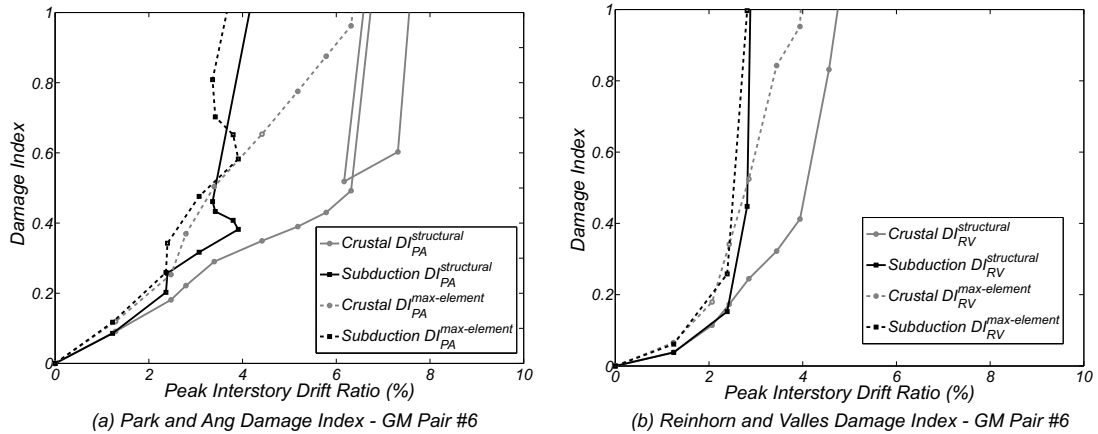 1
0.8
0.6
0.4
0.2
0
Damage Index
0 2 4 6 8 10
Peak Interstory Drift Ratio (%)
Crustal DI_PA^structural
Subduction DI_PA^structural
Crustal DI_PA^max-element
Subduction DI_PA^max-element
(a) Park and Ang Damage Index - GM Pair #6
1
0.8
0.6
0.4
0.2
0
Damage Index
0 2 4 6 8 10
Peak Interstory Drift Ratio (%)
Crustal DI_RV^structural
Subduction DI_RV^structural
Crustal DI_RV^max-element
Subduction DI_RV^max-element
(b) Reinhorn and Valles Damage Index - GM Pair #6